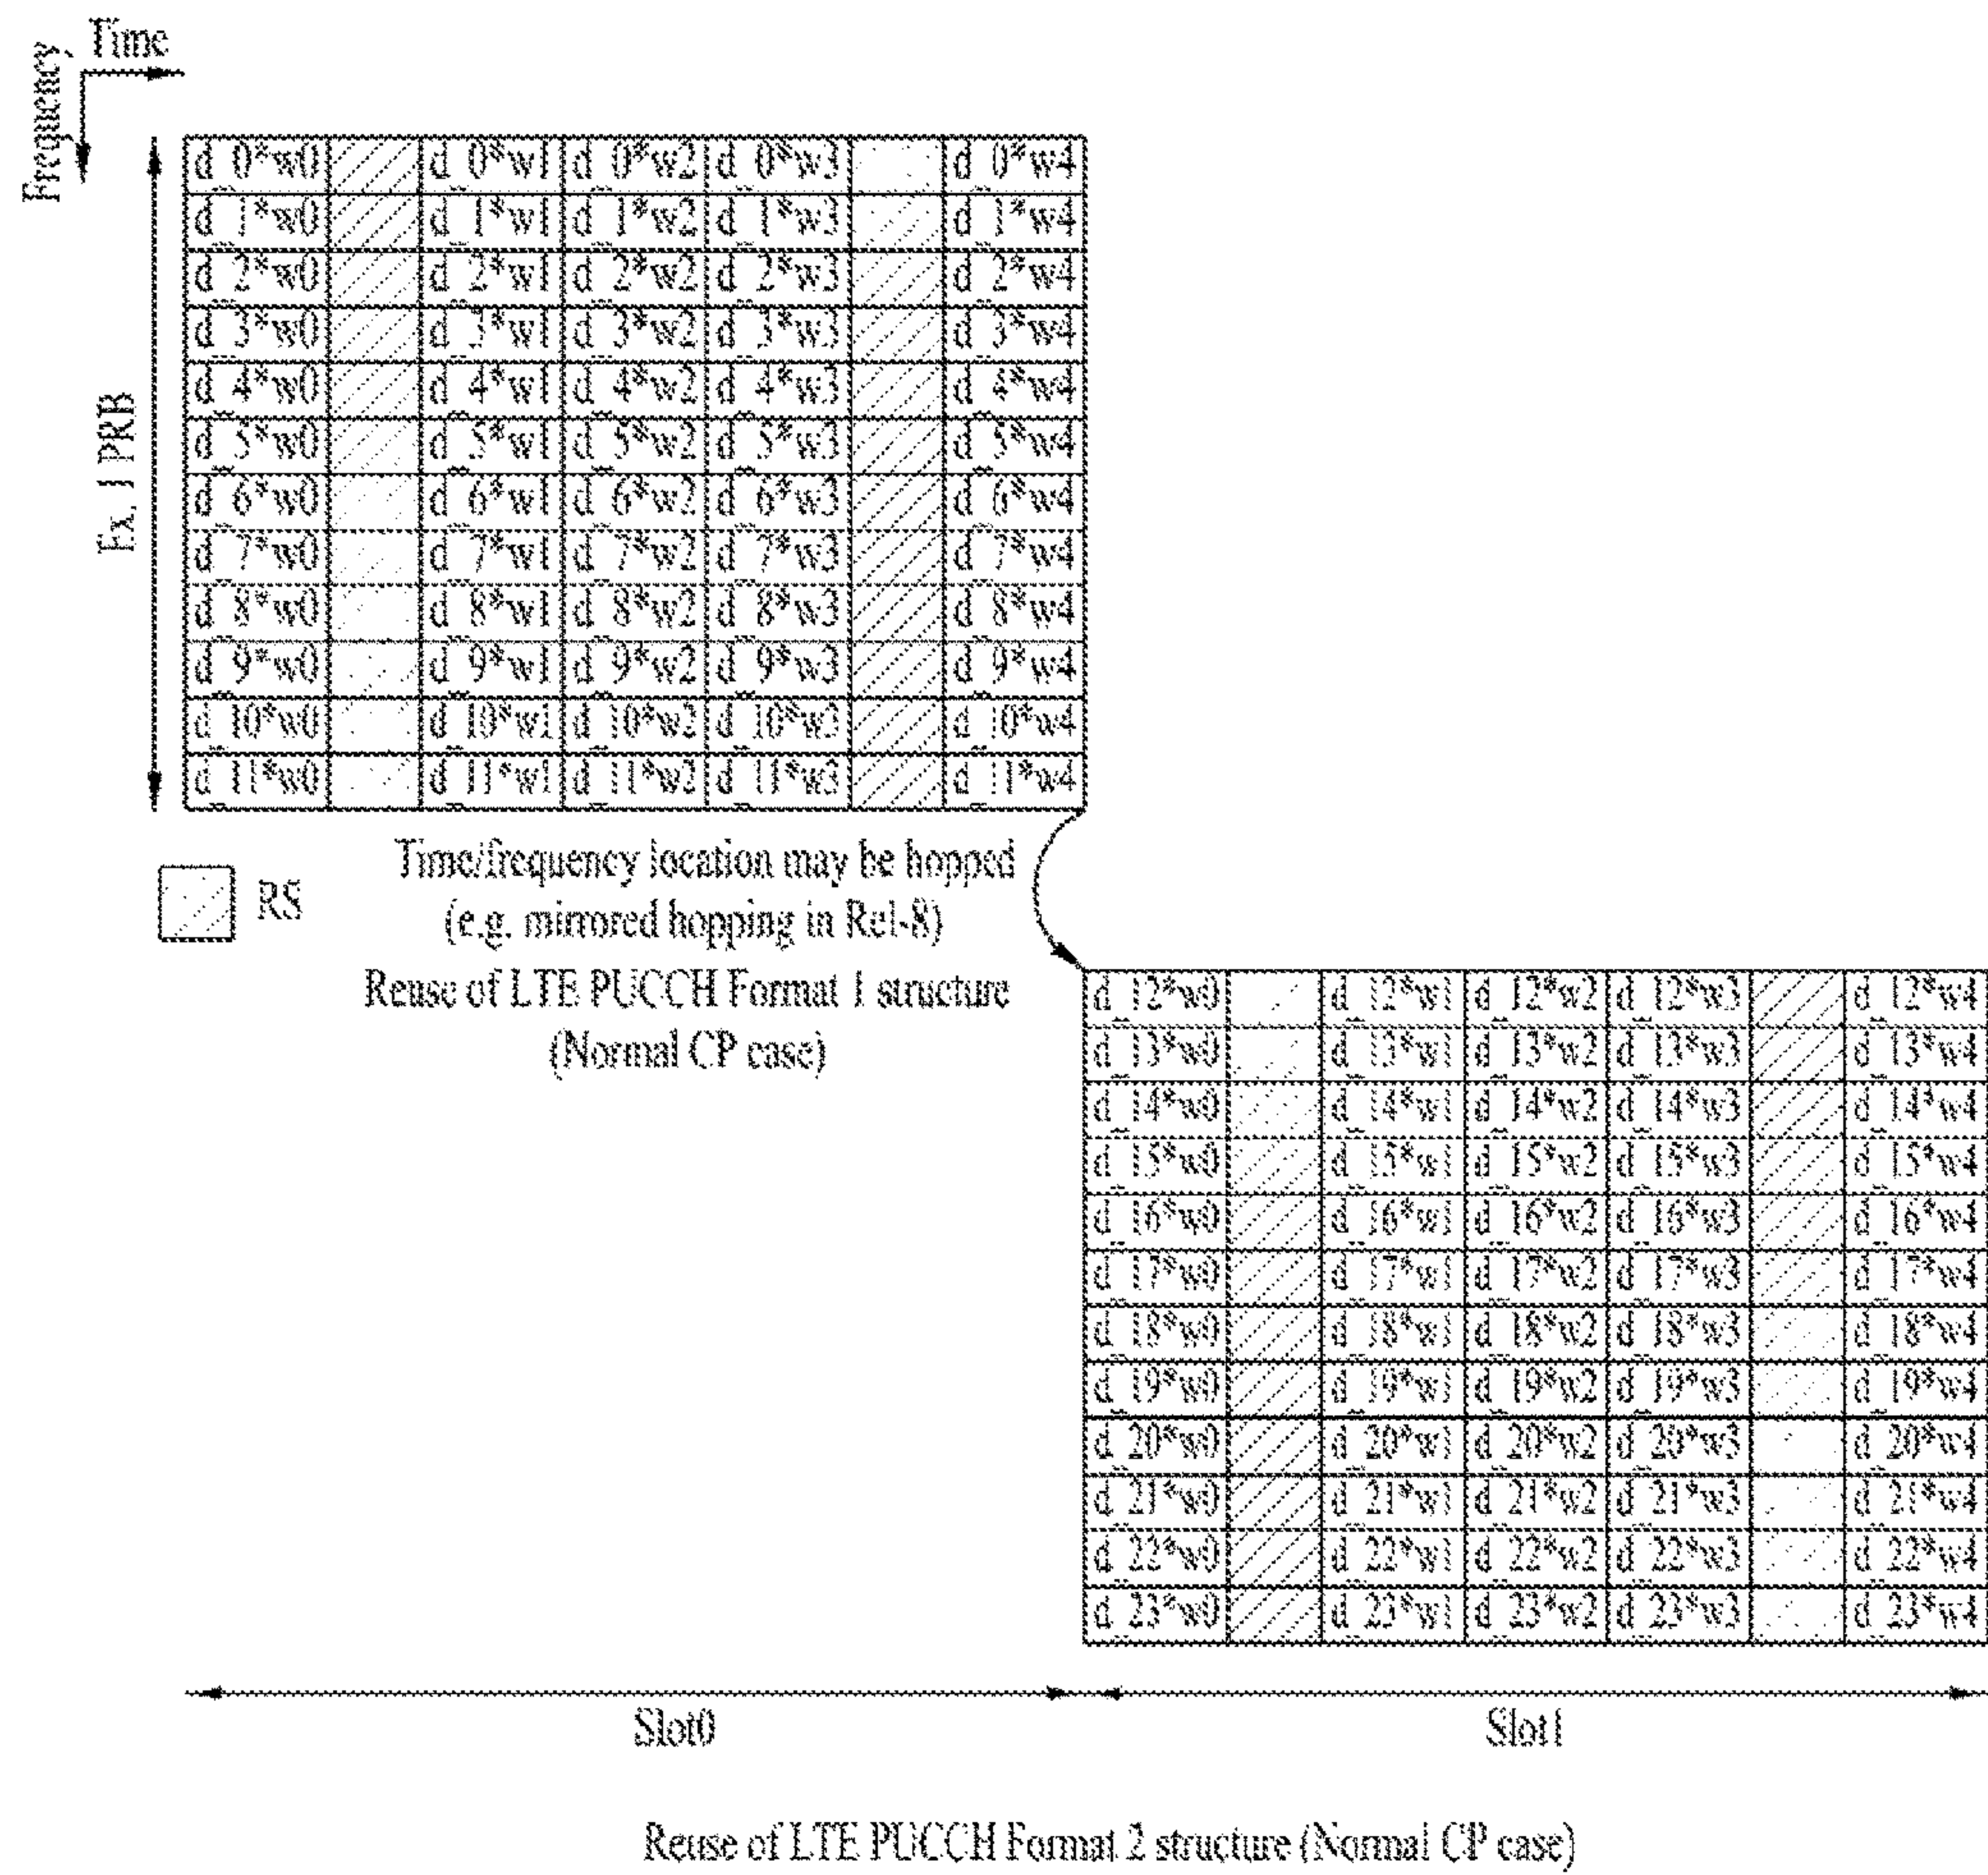 Time
Frequency
Ex. 1 PRB
d_0*w0 d_0*w1 d_0*w2 d_0*w3 d_0*w4
d_1*w0 d_1*w1 d_1*w2 d_1*w3 d_1*w4
d_2*w0 d_2*w1 d_2*w2 d_2*w3 d_2*w4
d_3*w0 d_3*w1 d_3*w2 d_3*w3 d_3*w4
d_4*w0 d_4*w1 d_4*w2 d_4*w3 d_4*w4
d_5*w0 d_5*w1 d_5*w2 d_5*w3 d_5*w4
d_6*w0 d_6*w1 d_6*w2 d_6*w3 d_6*w4
d_7*w0 d_7*w1 d_7*w2 d_7*w3 d_7*w4
d_8*w0 d_8*w1 d_8*w2 d_8*w3 d_8*w4
d_9*w0 d_9*w1 d_9*w2 d_9*w3 d_9*w4
d_10*w0 d_10*w1 d_10*w2 d_10*w3 d_10*w4
d_11*w0 d_11*w1 d_11*w2 d_11*w3 d_11*w4
RS
Time/frequency location may be hopped
(e.g. mirrored hopping in Rel-8)
Reuse of LTE PUCCH Format 1 structure
(Normal CP case)
d_12*w0 d_12*w1 d_12*w2 d_12*w3 d_12*w4
d_13*w0 d_13*w1 d_13*w2 d_13*w3 d_13*w4
d_14*w0 d_14*w1 d_14*w2 d_14*w3 d_14*w4
d_15*w0 d_15*w1 d_15*w2 d_15*w3 d_15*w4
d_16*w0 d_16*w1 d_16*w2 d_16*w3 d_16*w4
d_17*w0 d_17*w1 d_17*w2 d_17*w3 d_17*w4
d_18*w0 d_18*w1 d_18*w2 d_18*w3 d_18*w4
d_19*w0 d_19*w1 d_19*w2 d_19*w3 d_19*w4
d_20*w0 d_20*w1 d_20*w2 d_20*w3 d_20*w4
d_21*w0 d_21*w1 d_21*w2 d_21*w3 d_21*w4
d_22*w0 d_22*w1 d_22*w2 d_22*w3 d_22*w4
d_23*w0 d_23*w1 d_23*w2 d_23*w3 d_23*w4
Slot0 Slot1
Reuse of LTE PUCCH Format 2 structure (Normal CP case)